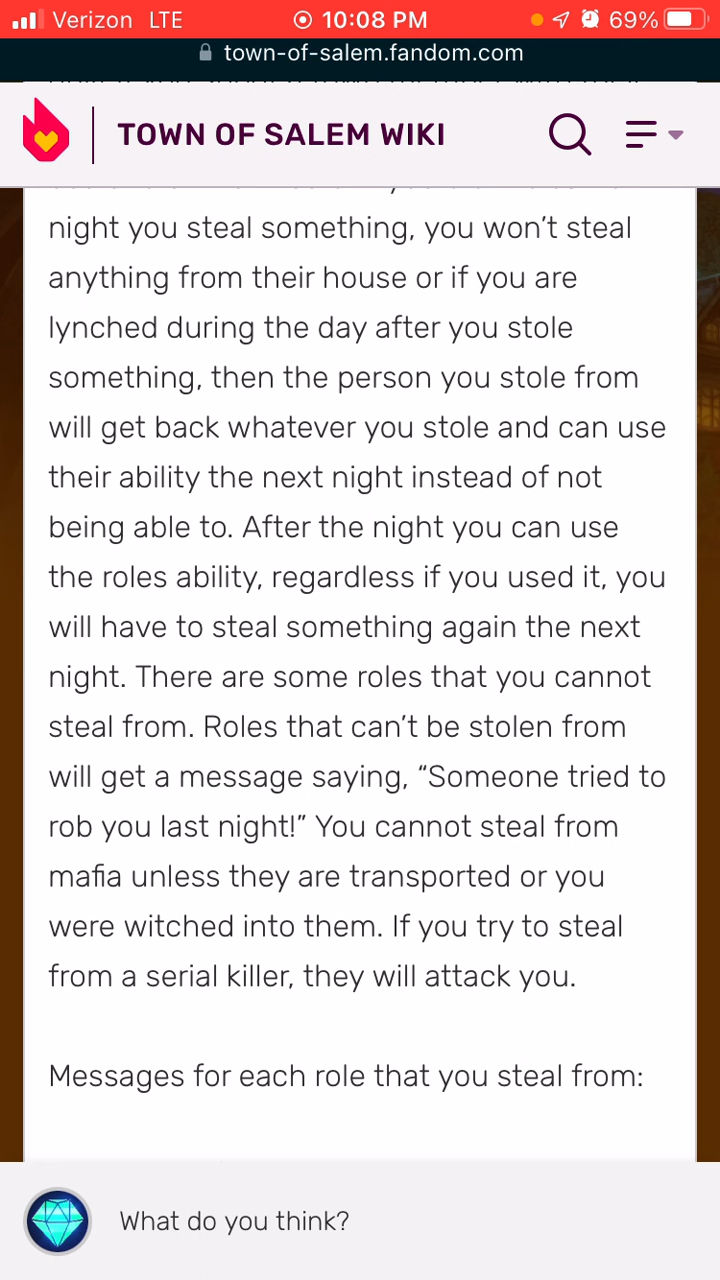 Verizon LTE 10:08 PM 69%
town-of-salem.fandom.com
TOWN OF SALEM WIKI
night you steal something, you won't steal
anything from their house or if you are
lynched during the day after you stole
something, then the person you stole from
will get back whatever you stole and can use
their ability the next night instead of not
being able to. After the night you can use
the roles ability, regardless if you used it, you
will have to steal something again the next
night. There are some roles that you cannot
steal from. Roles that can't be stolen from
will get a message saying, “Someone tried to
rob you last night!” You cannot steal from
mafia unless they are transported or you
were witched into them. If you try to steal
from a serial killer, they will attack you.
Messages for each role that you steal from:
What do you think?